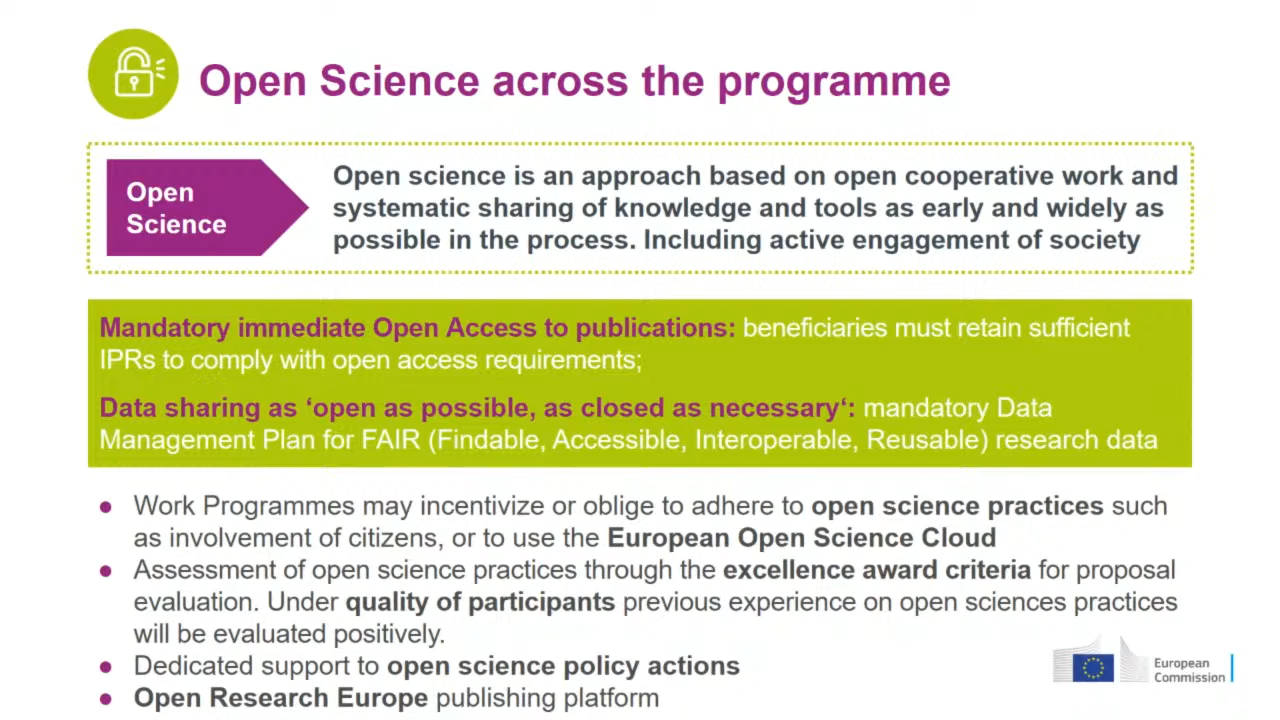 Open Science across the programme
Open
Science
Open science is an approach based on open cooperative work and
systematic sharing of knowledge and tools as early and widely as
possible in the process. Including active engagement of society
Mandatory immediate Open Access to publications: beneficiaries must retain sufficient
IPRs to comply with open access requirements;
Data sharing as ‘open as possible, as closed as necessary‘: mandatory Data
Management Plan for FAIR (Findable, Accessible, Interoperable, Reusable) research data
● Work Programmes may incentivize or oblige to adhere to open science practices such
as involvement of citizens, or to use the European Open Science Cloud
● Assessment of open science practices through the excellence award criteria for proposal
evaluation. Under quality of participants previous experience on open sciences practices
will be evaluated positively.
● Dedicated support to open science policy actions
● Open Research Europe publishing platform
European
Commission